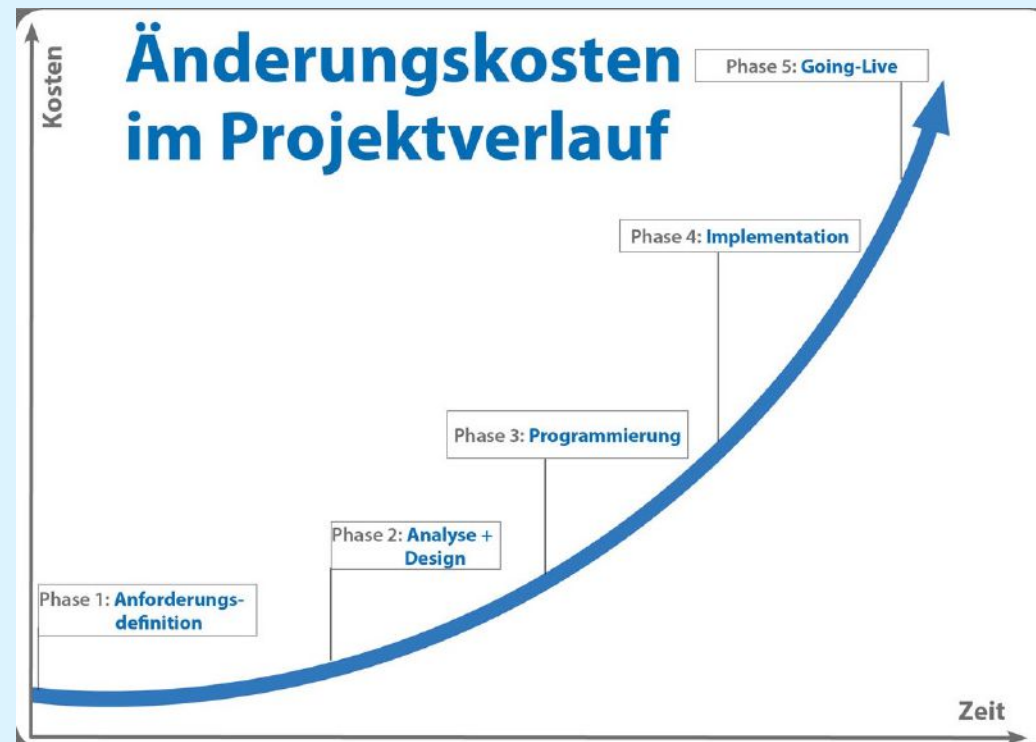 Kosten
Änderungskosten
im Projektverlauf
Phase 5: Going-Live
Phase 4: Implementation
Phase 3: Programmierung
Phase 2: Analyse +
Design
Phase 1: Anforderungs-
definition
Zeit